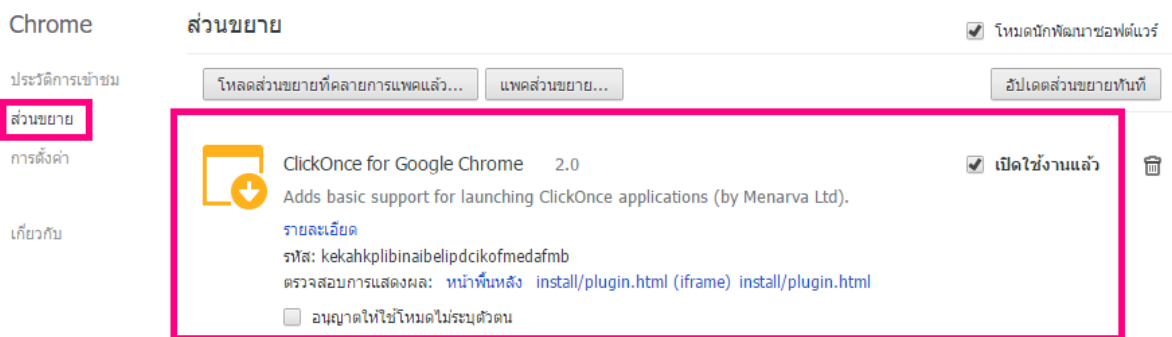 Chrome
ส่วนขยาย
โหมดนักพัฒนาซอฟต์แวร์
ประวัติการเข้าชม
ส่วนขยาย
การตั้งค่า
เกี่ยวกับ
โหลดส่วนขยายที่คลายการแพคแล้ว...
แพคส่วนขยาย...
อัปเดตส่วนขยายทันที
ClickOnce for Google Chrome 2.0
เปิดใช้งานแล้ว
Adds basic support for launching ClickOnce applications (by Menarva Ltd).
รายละเอียด
รหัส: kekahkplibinaibelipdcikofmedafmb
ตรวจสอบการแสดงผล: หน้าพื้นหลัง install/plugin.html (iframe) install/plugin.html
อนุญาตให้ใช้โหมดไม่ระบุตัวตน